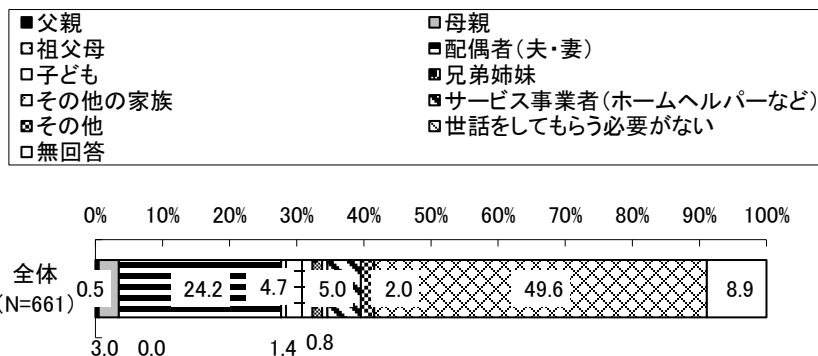 ■父親 □母親
□祖父母 ■配偶者(夫・妻)
□子ども ■兄弟姉妹
□その他の家族 ■サービス事業者(ホームヘルパーなど)
■その他 □世話をしてもらう必要がない
□無回答
0% 10% 20% 30% 40% 50% 60% 70% 80% 90% 100%
全体
(N=661)
0.5 24.2 4.7 5.0 2.0 49.6 8.9
3.0 0.0 1.4 0.8